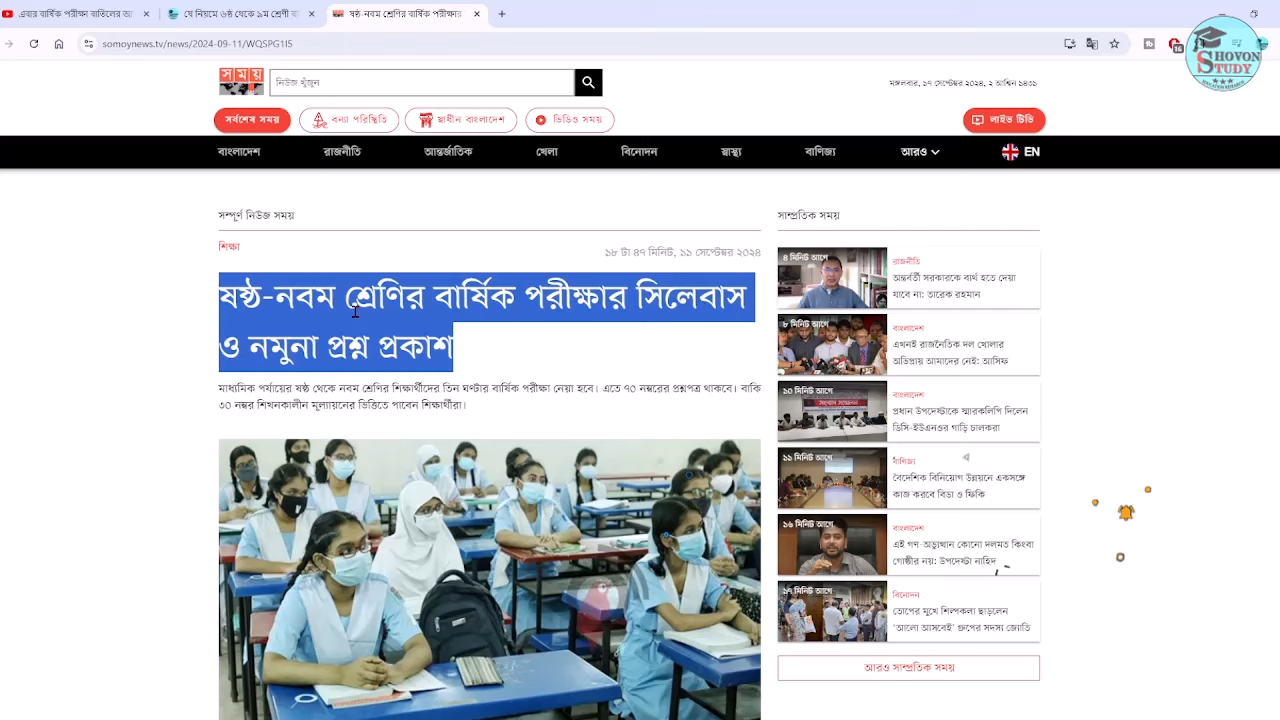 এবার বার্ষিক পরীক্ষা বাতিলের
যে নিয়মে ৬ষ্ঠ থেকে ৯ম শ্রেণী
ষষ্ঠ-নবম শ্রেণির বার্ষিক পরীক্ষার
somoynews.tv/news/2024-09-11/WQSPG1I5
16
SHOVON
STUDY
সময়
নিউজ খুঁজুন
মঙ্গলবার, ১৭ সেপ্টেম্বর ২০২৪, ২ আশ্বিন ১৪৩১
সর্বশেষ সময়
বন্যা পরিস্থিতি
স্বাধীন বাংলাদেশ
ভিডিও সময়
লাইভ টিভি
বাংলাদেশ রাজনীতি আন্তর্জাতিক খেলা বিনোদন স্বাস্থ্য বাণিজ্য আরও EN
সম্পূর্ণ নিউজ সময়
শিক্ষা
১৮ টা ৪৭ মিনিট, ১১ সেপ্টেম্বর ২০২৪
ষষ্ঠ-নবম শ্রেণির বার্ষিক পরীক্ষার সিলেবাস
ও নমুনা প্রশ্ন প্রকাশ
মাধ্যমিক পর্যায়ের ষষ্ঠ থেকে নবম শ্রেণির শিক্ষার্থীদের তিন ঘণ্টার বার্ষিক পরীক্ষা নেয়া হবে। এতে ৭০ নম্বরের প্রশ্নপত্র থাকবে। বাকি
৩০ নম্বর শিখনকালীন মূল্যায়নের ভিত্তিতে পাবেন শিক্ষার্থীরা।
সাম্প্রতিক সময়
৪ মিনিট আগে
রাজনীতি
অন্তর্বর্তী সরকারকে ব্যর্থ হতে দেয়া
যাবে না: তারেক রহমান
৮ মিনিট আগে
বাংলাদেশ
এখনই রাজনৈতিক দল খোলার
অভিপ্রায় আমাদের নেই: আসিফ
১০ মিনিট আগে
বাংলাদেশ
প্রধান উপদেষ্টাকে স্মারকলিপি দিলেন
ডিসি-ইউএনওর গাড়ি চালকরা
১১ মিনিট আগে
বাণিজ্য
বৈদেশিক বিনিয়োগ উন্নয়নে একসঙ্গে
কাজ করবে বিডা ও ফিকি
১৬ মিনিট আগে
বাংলাদেশ
এই গণ-অভ্যুত্থান কোনো দলমত কিংবা
গোষ্ঠীর নয়: উপদেষ্টা নাহিদ
১৭ মিনিট আগে
বিনোদন
তোপের মুখে শিল্পকলা ছাড়লেন
'আলো আসবেই' গ্রুপের সদস্য জ্যোতি
আরও সাম্প্রতিক সময়